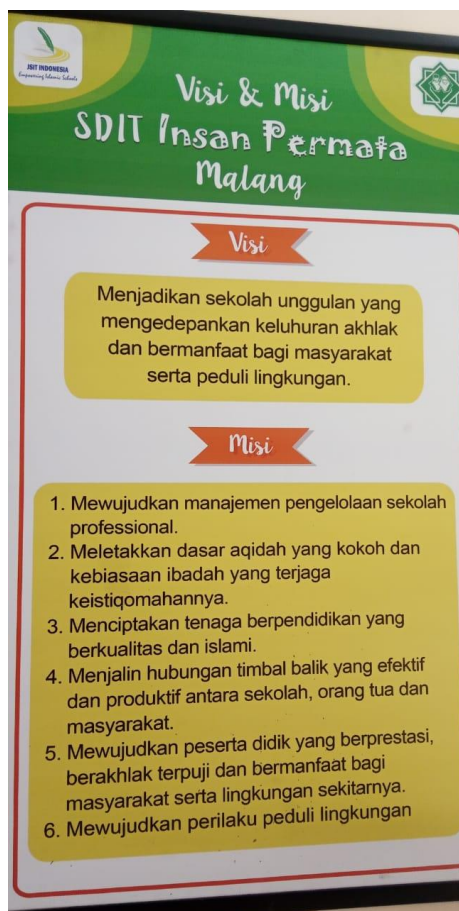 JSIT INDONESIA
Empowering Islamic Schools
Visi & Misi
SDIT Insan Permata
Malang
Visi
Menjadikan sekolah unggulan yang
mengedepankan keluhuran akhlak
dan bermanfaat bagi masyarakat
serta peduli lingkungan.
Misi
1. Mewujudkan manajemen pengelolaan sekolah
professional.
2. Meletakkan dasar aqidah yang kokoh dan
kebiasaan ibadah yang terjaga
keistiqomahannya.
3. Menciptakan tenaga berpendidikan yang
berkualitas dan islami.
4. Menjalin hubungan timbal balik yang efektif
dan produktif antara sekolah, orang tua dan
masyarakat.
5. Mewujudkan peserta didik yang berprestasi,
berakhlak terpuji dan bermanfaat bagi
masyarakat serta lingkungan sekitarnya.
6. Mewujudkan perilaku peduli lingkungan